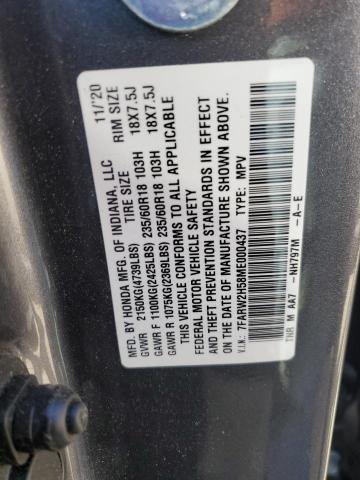 MFD. BY HONDA MFG. OF INDIANA, LLC 11/'20
TIRE SIZE RIM SIZE
GVWR 2150KG(4739LBS)
GAWR F 1100KG(2425LBS) 235/60R18 103H 18X7.5J
GAWR R 1075KG(2369LBS) 235/60R18 103H 18X7.5J
THIS VEHICLE CONFORMS TO ALL APPLICABLE
FEDERAL MOTOR VEHICLE SAFETY
AND THEFT PREVENTION STANDARDS IN EFFECT
ON THE DATE OF MANUFACTURE SHOWN ABOVE.
V.I.N: 7FARW2H58ME000437 TYPE: MPV
TNR M AA7 -NH797M -A-E